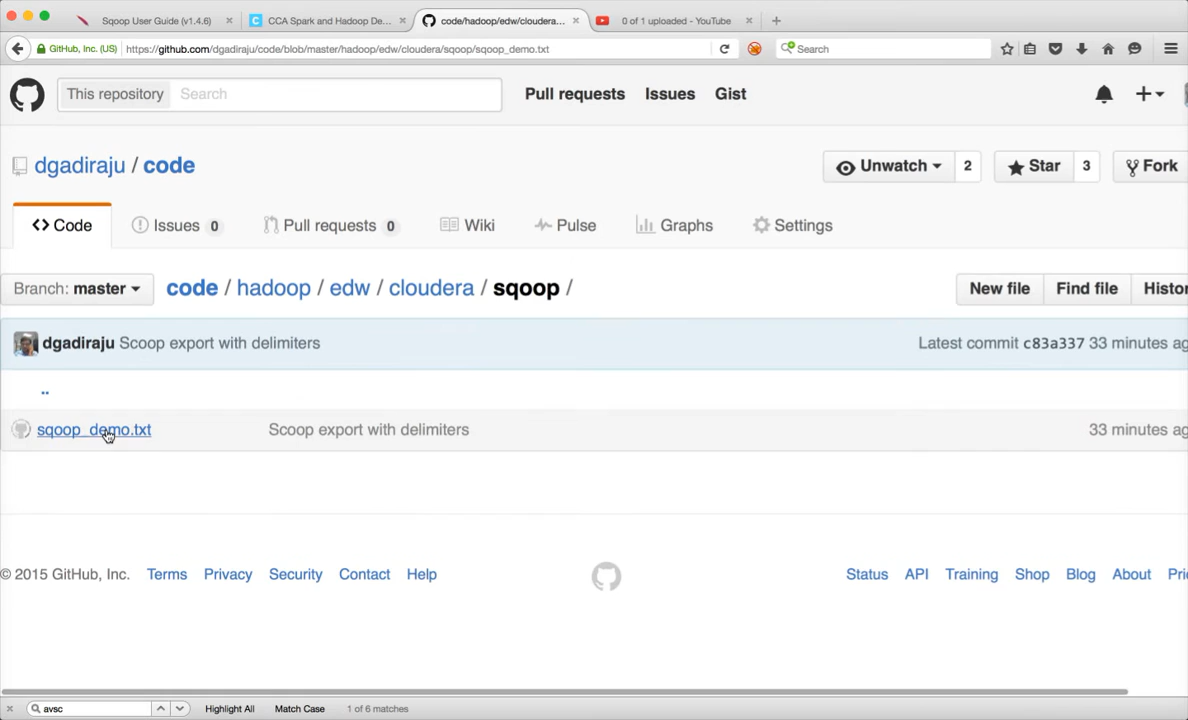 Sqoop User Guide (v1.4.6)
CCA Spark and Hadoop De...
code/hadoop/edw/cloudera...
0 of 1 uploaded - YouTube
GitHub, Inc. (US)
https://github.com/dgadiraju/code/blob/master/hadoop/edw/cloudera/sqoop/sqoop_demo.txt
Search
This repository
Search
Pull requests
Issues
Gist
dgadiraju / code
Unwatch
2
Star
3
Fork
Code
Issues 0
Pull requests 0
Wiki
Pulse
Graphs
Settings
Branch: master
code / hadoop / edw / cloudera / sqoop /
New file
Find file
Histor
dgadiraju Scoop export with delimiters
Latest commit c83a337 33 minutes ag
..
sqoop_demo.txt
Scoop export with delimiters
33 minutes ag
© 2015 GitHub, Inc.
Terms
Privacy
Security
Contact
Help
Status
API
Training
Shop
Blog
About
Pric
avsc
Highlight All
Match Case
1 of 6 matches